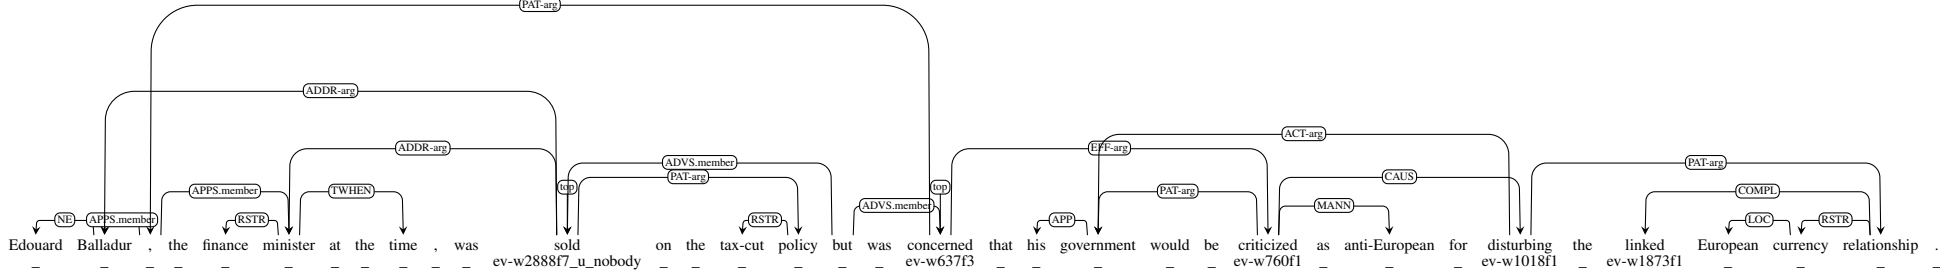 PAT-arg
ADDR-arg
ACT-arg
ADDR-arg EFF-arg
ADVS.member PAT-arg
PAT-arg CAUS
top top
APPS.member TWHEN PAT-arg COMPL
ADVS.member MANN
NE APPS.member RSTR RSTR APP LOC RSTR
Edouard Balladur , the finance minister at the time , was sold on the tax-cut policy but was concerned that his government would be criticized as anti-European for disturbing the linked European currency relationship .
_ _ _ _ _ _ _ _ _ _ _ ev-w2888f7_u_nobody _ _ _ _ _ _ ev-w637f3 _ _ _ _ _ ev-w760f1 _ _ _ ev-w1018f1 _ ev-w1873f1 _ _ _ _